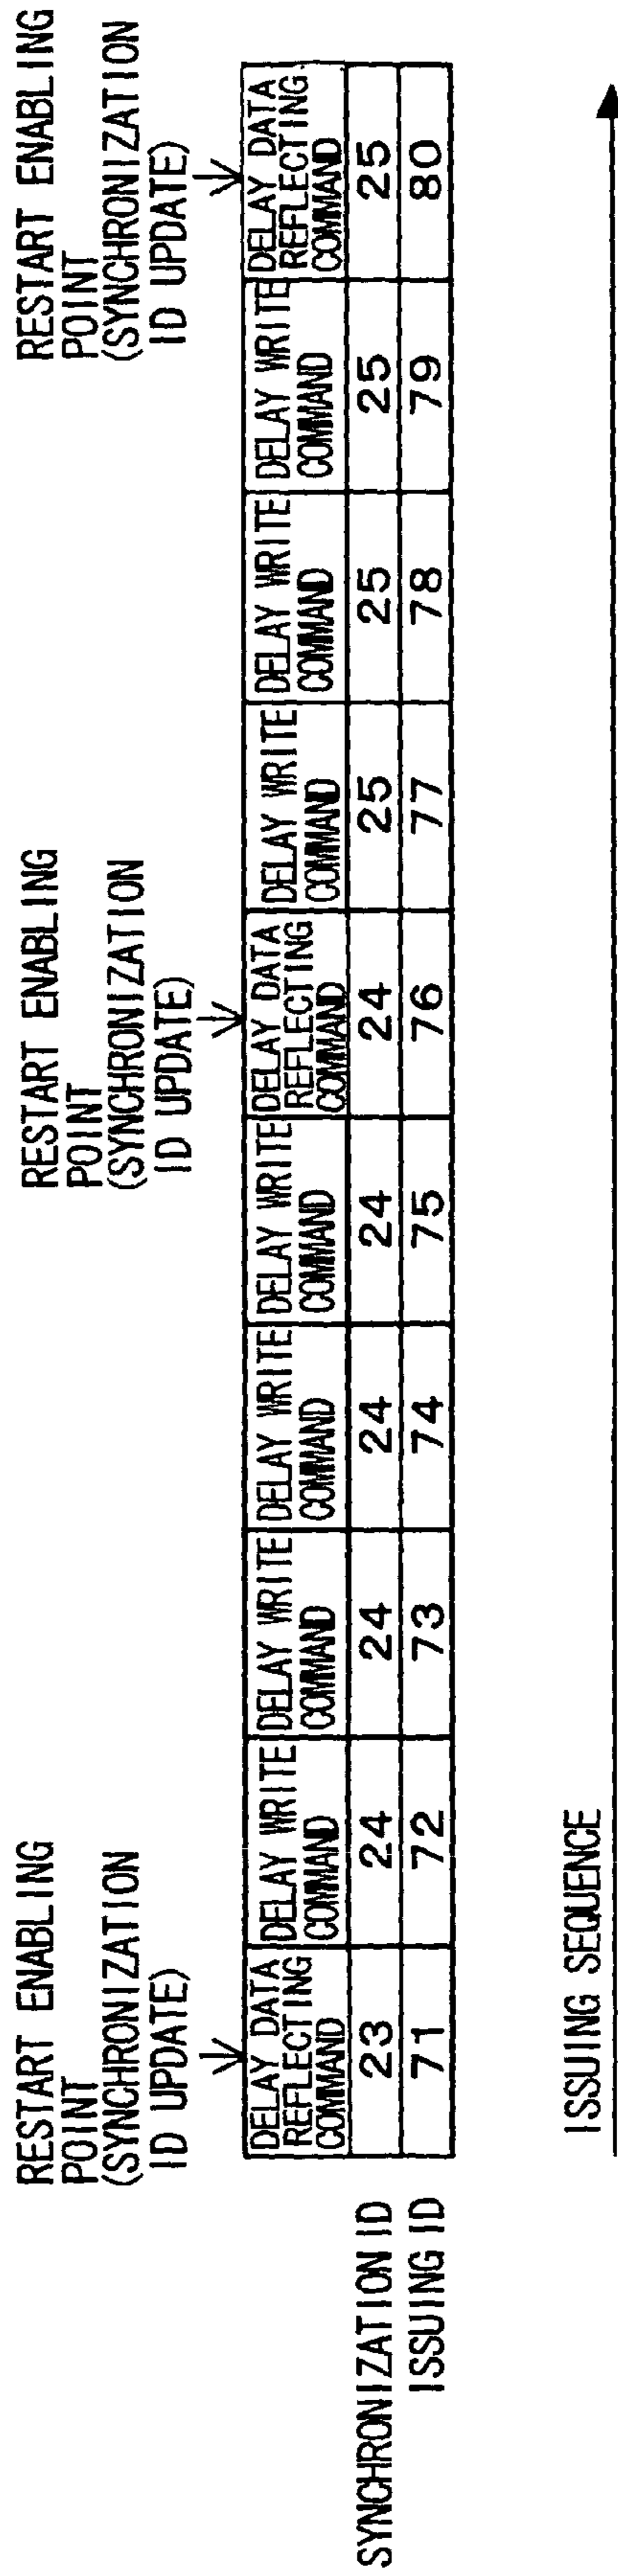 RESTART ENABLING
POINT
(SYNCHRONIZATION
ID UPDATE)
RESTART ENABLING
POINT
(SYNCHRONIZATION
ID UPDATE)
RESTART ENABLING
POINT
(SYNCHRONIZATION
ID UPDATE)
DELAY DATA
REFLECTING
COMMAND
DELAY WRITE
COMMAND
DELAY WRITE
COMMAND
DELAY WRITE
COMMAND
DELAY WRITE
COMMAND
DELAY DATA
REFLECTING
COMMAND
DELAY WRITE
COMMAND
DELAY WRITE
COMMAND
DELAY WRITE
COMMAND
DELAY DATA
REFLECTING
COMMAND
SYNCHRONIZATION ID 23 24 24 24 24 24 25 25 25 25
ISSUING ID 71 72 73 74 75 76 77 78 79 80
ISSUING SEQUENCE